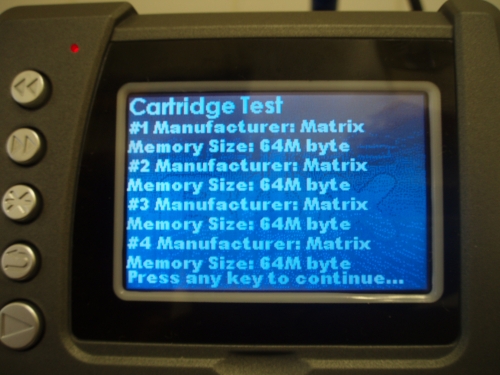 Cartridge Test
#1 Manufacturer: Matrix
Memory Size: 64M byte
#2 Manufacturer: Matrix
Memory Size: 64M byte
#3 Manufacturer: Matrix
Memory Size: 64M byte
#4 Manufacturer: Matrix
Memory Size: 64M byte
Press any key to continue...